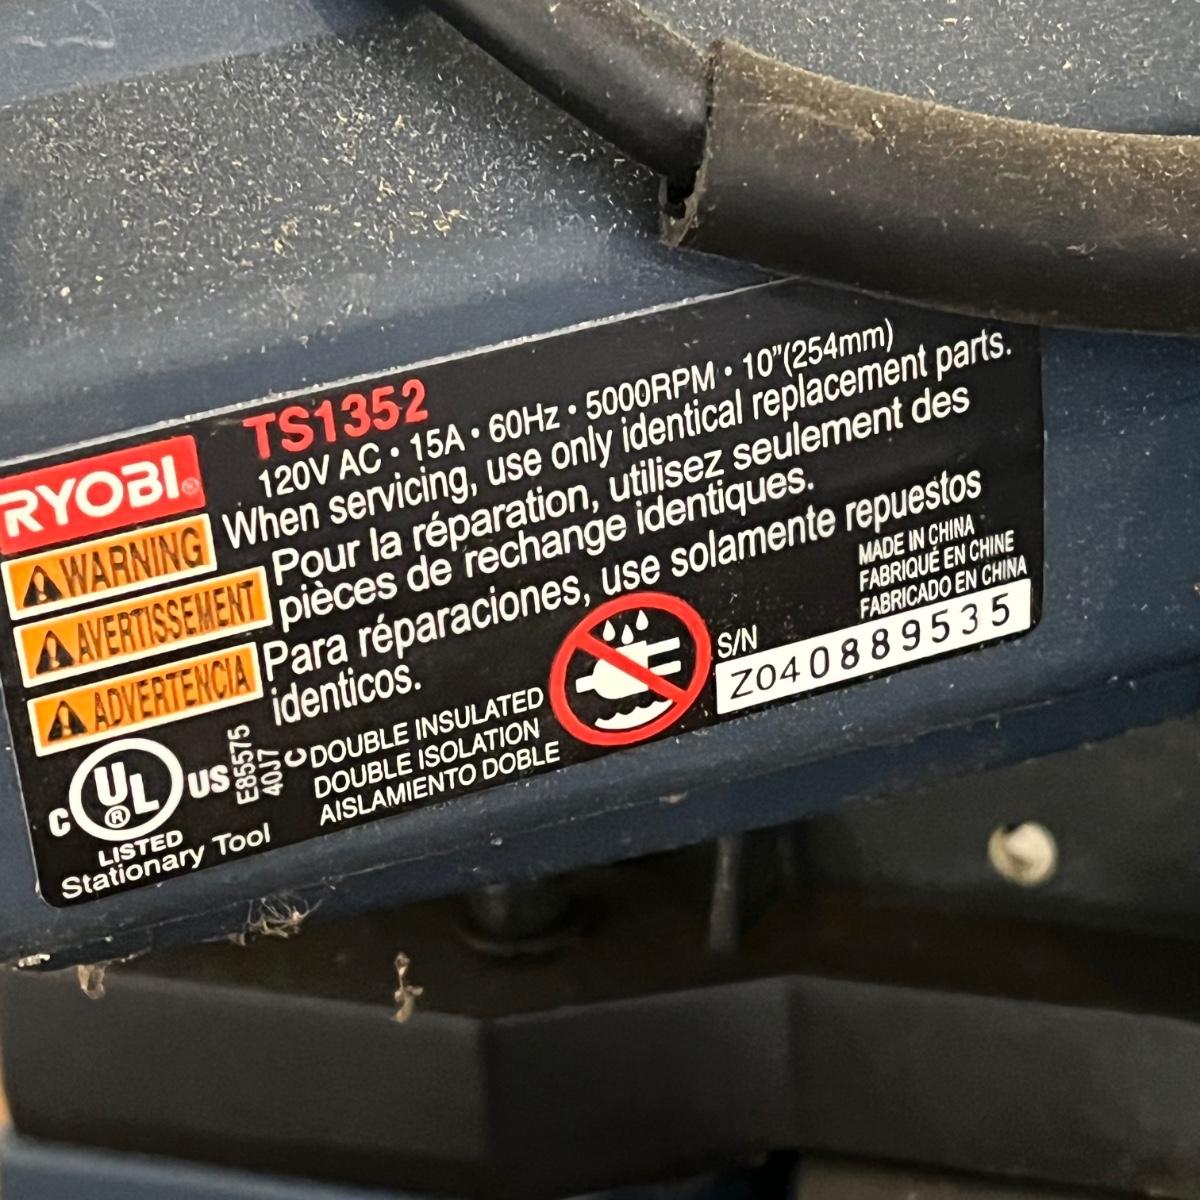 RYOBI®
TS1352
120V AC • 15A • 60Hz • 5000RPM • 10"(254mm)
When servicing, use only identical replacement parts.
Pour la réparation, utilisez seulement des
pièces de rechange identiques.
Para réparaciones, use solamente repuestos
identicos.
WARNING
AVERTISSEMENT
ADVERTENCIA
MADE IN CHINA
FABRIQUÉ EN CHINE
FABRICADO EN CHINA
S/N
Z040889535
DOUBLE INSULATED
DOUBLE ISOLATION
AISLAMIENTO DOBLE
C UL® US
LISTED
Stationary Tool
E85575
40J7
C